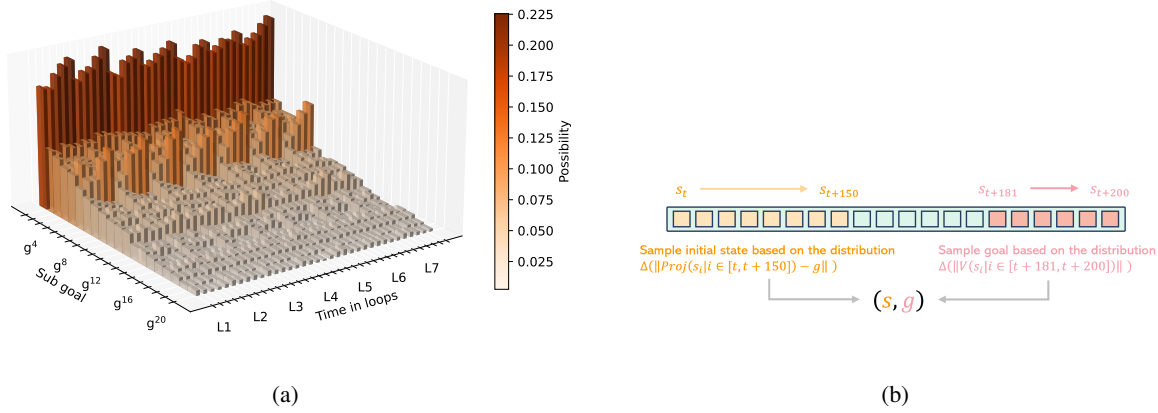 0.225
0.200
0.175
0.150
0.125
0.100
0.075
0.050
0.025
Possibility
g⁴
g⁸
g¹²
g¹⁶
g²⁰
Sub goal
L1
L2
L3
L4
L5
L6
L7
Time in loops
(a)
sₜ
sₜ₊₁₅₀
sₜ₊₁₈₁
sₜ₊₂₀₀
Sample initial state based on the distribution
Δ(‖Proj(sᵢ|i ∈ [t, t + 150]) − g‖ )
Sample goal based on the distribution
Δ(‖V(sᵢ|i ∈ [t + 181, t + 200])‖ )
(s, g)
(b)